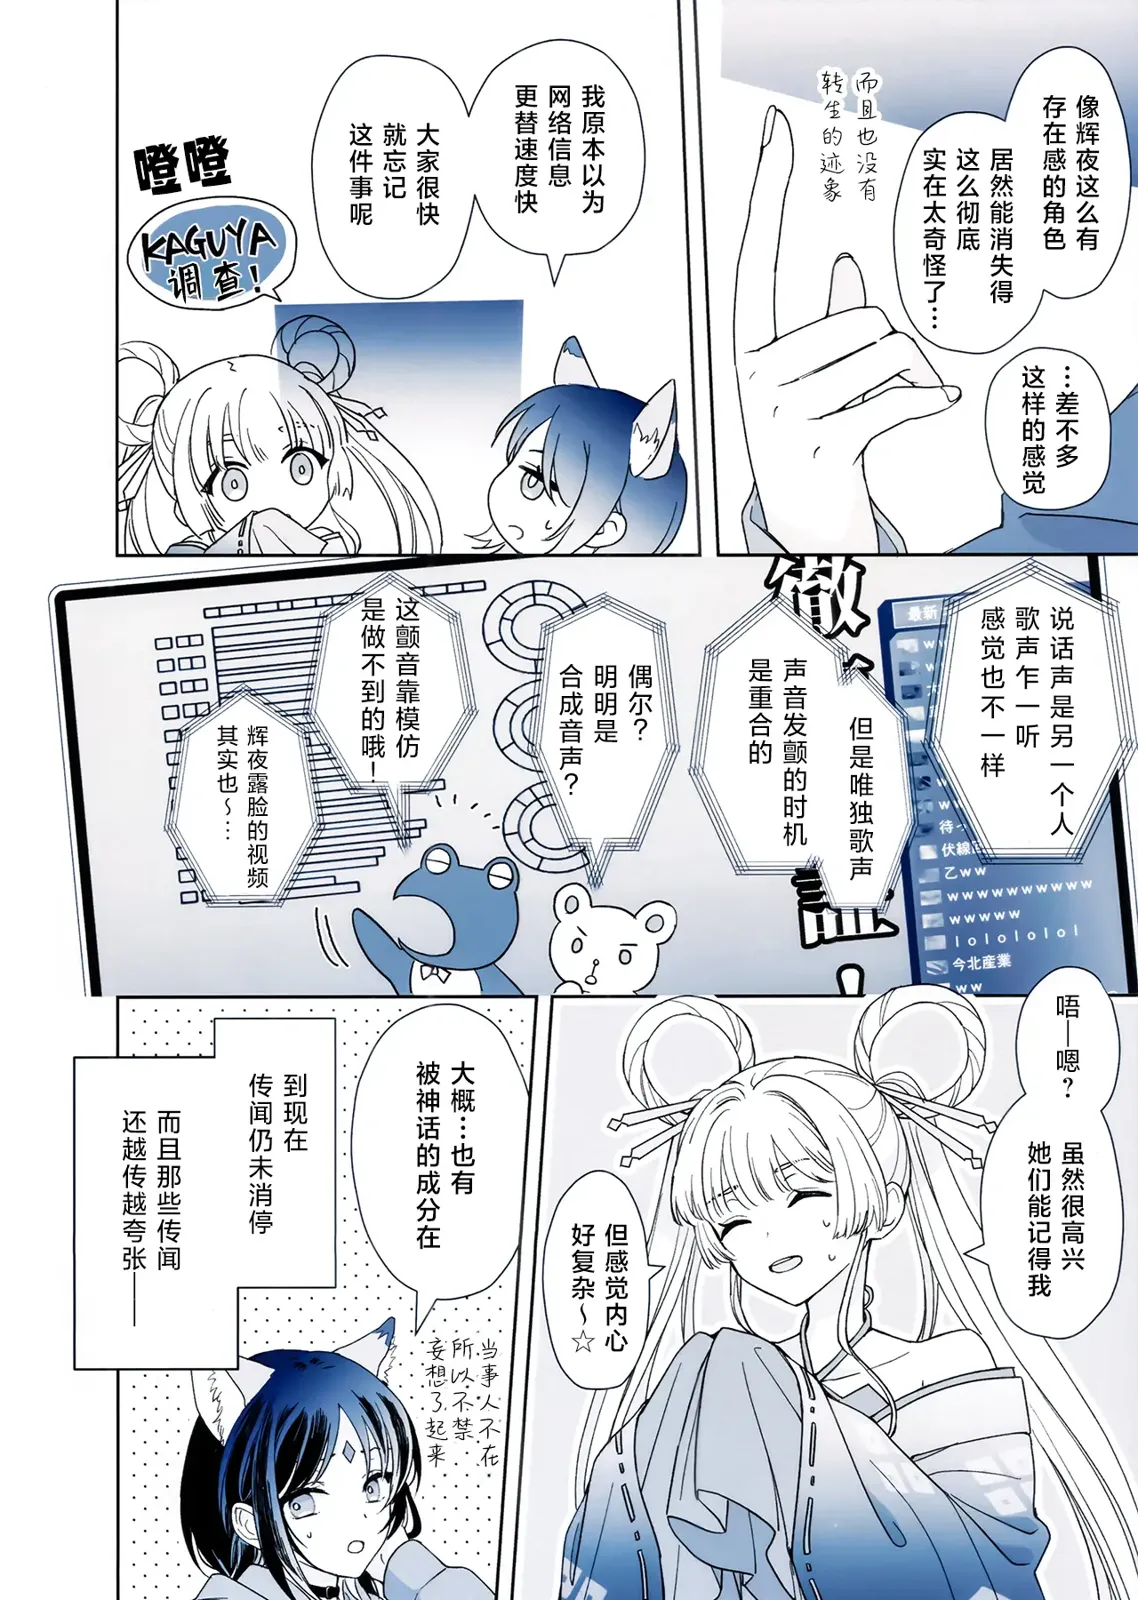 像辉夜这么有
存在感的角色
居然能消失得
这么彻底
实在太奇怪了…
而且也没有
转生的迹象
…差不多
这样的感觉
我原本以为
网络信息
更替速度快
大家很快
就忘记
这件事呢
噔噔
KAGUYA
调查！
说话声是另一个人
歌声乍一听
感觉也不一样
但是唯独歌声
声音发颤的时机
是重合的
偶尔？
明明是
合成音声？
这颤音靠模仿
是做不到的哦！
辉夜露脸的视频
其实也～…
徹
最新
待っ
伏線
乙ww
wwwwwwwwww
wwwww
lolololol
今北産業
ww
唔—嗯？
虽然很高兴
她们能记得我
但感觉内心
好复杂～☆
大概…也有
被神话的成分在
当事人不在
所以不禁
妄想了起来
到现在
传闻仍未消停
而且那些传闻
还越传越夸张——